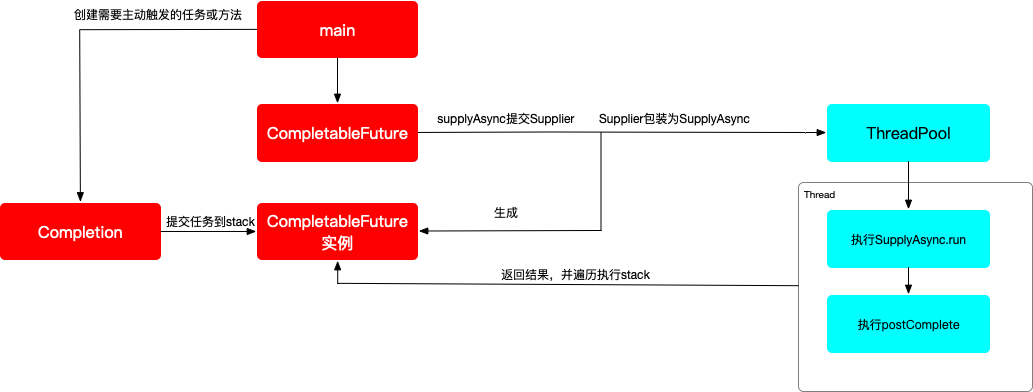 创建需要主动触发的任务或方法
main
CompletableFuture
supplyAsync提交Supplier
Supplier包装为SupplyAsync
ThreadPool
Thread
Completion
提交任务到stack
CompletableFuture
实例
生成
执行SupplyAsync.run
返回结果，并遍历执行stack
执行postComplete